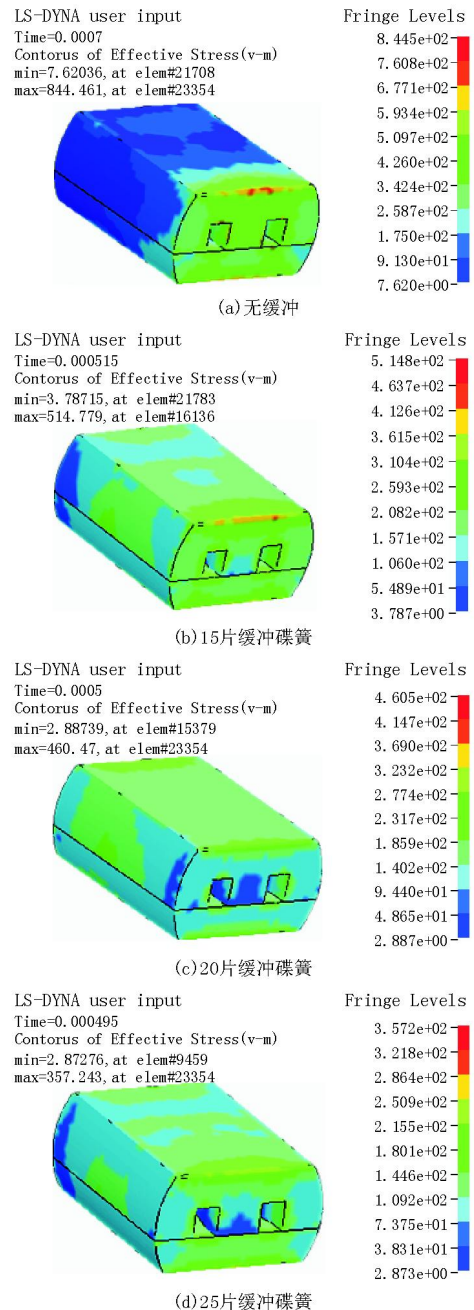 LS-DYNA user input
Time=0.0007
Contorus of Effective Stress(v-m)
min=7.62036, at elem#21708
max=844.461, at elem#23354
Fringe Levels
8.445e+02
7.608e+02
6.771e+02
5.934e+02
5.097e+02
4.260e+02
3.424e+02
2.587e+02
1.750e+02
9.130e+01
7.620e+00
(a)无缓冲
LS-DYNA user input
Time=0.000515
Contorus of Effective Stress(v-m)
min=3.78715, at elem#21783
max=514.779, at elem#16136
Fringe Levels
5.148e+02
4.637e+02
4.126e+02
3.615e+02
3.104e+02
2.593e+02
2.082e+02
1.571e+02
1.060e+02
5.489e+01
3.787e+00
(b)15片缓冲碟簧
LS-DYNA user input
Time=0.0005
Contorus of Effective Stress(v-m)
min=2.88739, at elem#15379
max=460.47, at elem#23354
Fringe Levels
4.605e+02
4.147e+02
3.690e+02
3.232e+02
2.774e+02
2.317e+02
1.859e+02
1.402e+02
9.440e+01
4.865e+01
2.887e+00
(c)20片缓冲碟簧
LS-DYNA user input
Time=0.000495
Contorus of Effective Stress(v-m)
min=2.87276, at elem#9459
max=357.243, at elem#23354
Fringe Levels
3.572e+02
3.218e+02
2.864e+02
2.509e+02
2.155e+02
1.801e+02
1.446e+02
1.092e+02
7.375e+01
3.831e+01
2.873e+00
(d)25片缓冲碟簧